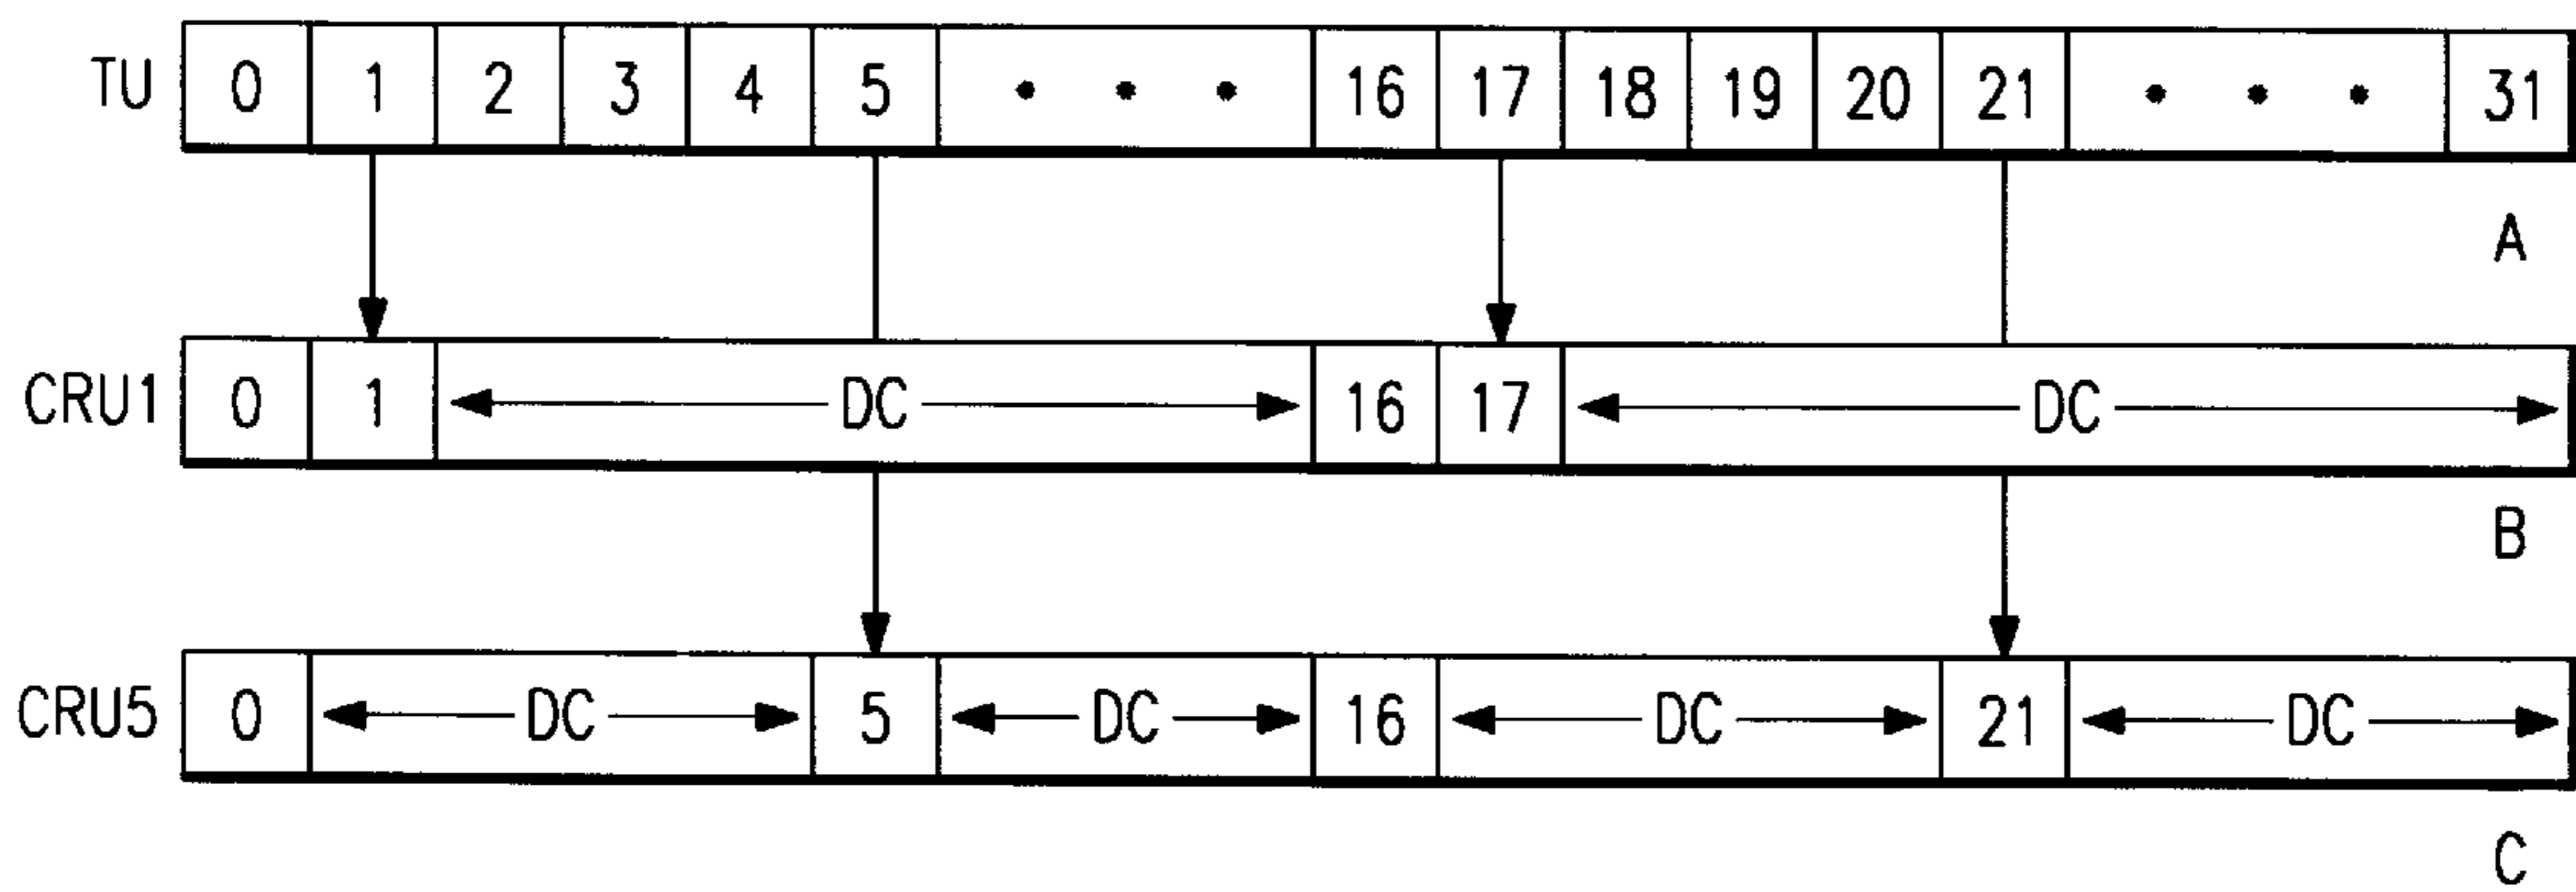 TU 0 1 2 3 4 5 • • • 16 17 18 19 20 21 • • • 31
A
CRU1 0 1 DC 16 17 DC
B
CRU5 0 DC 5 DC 16 DC 21 DC
C